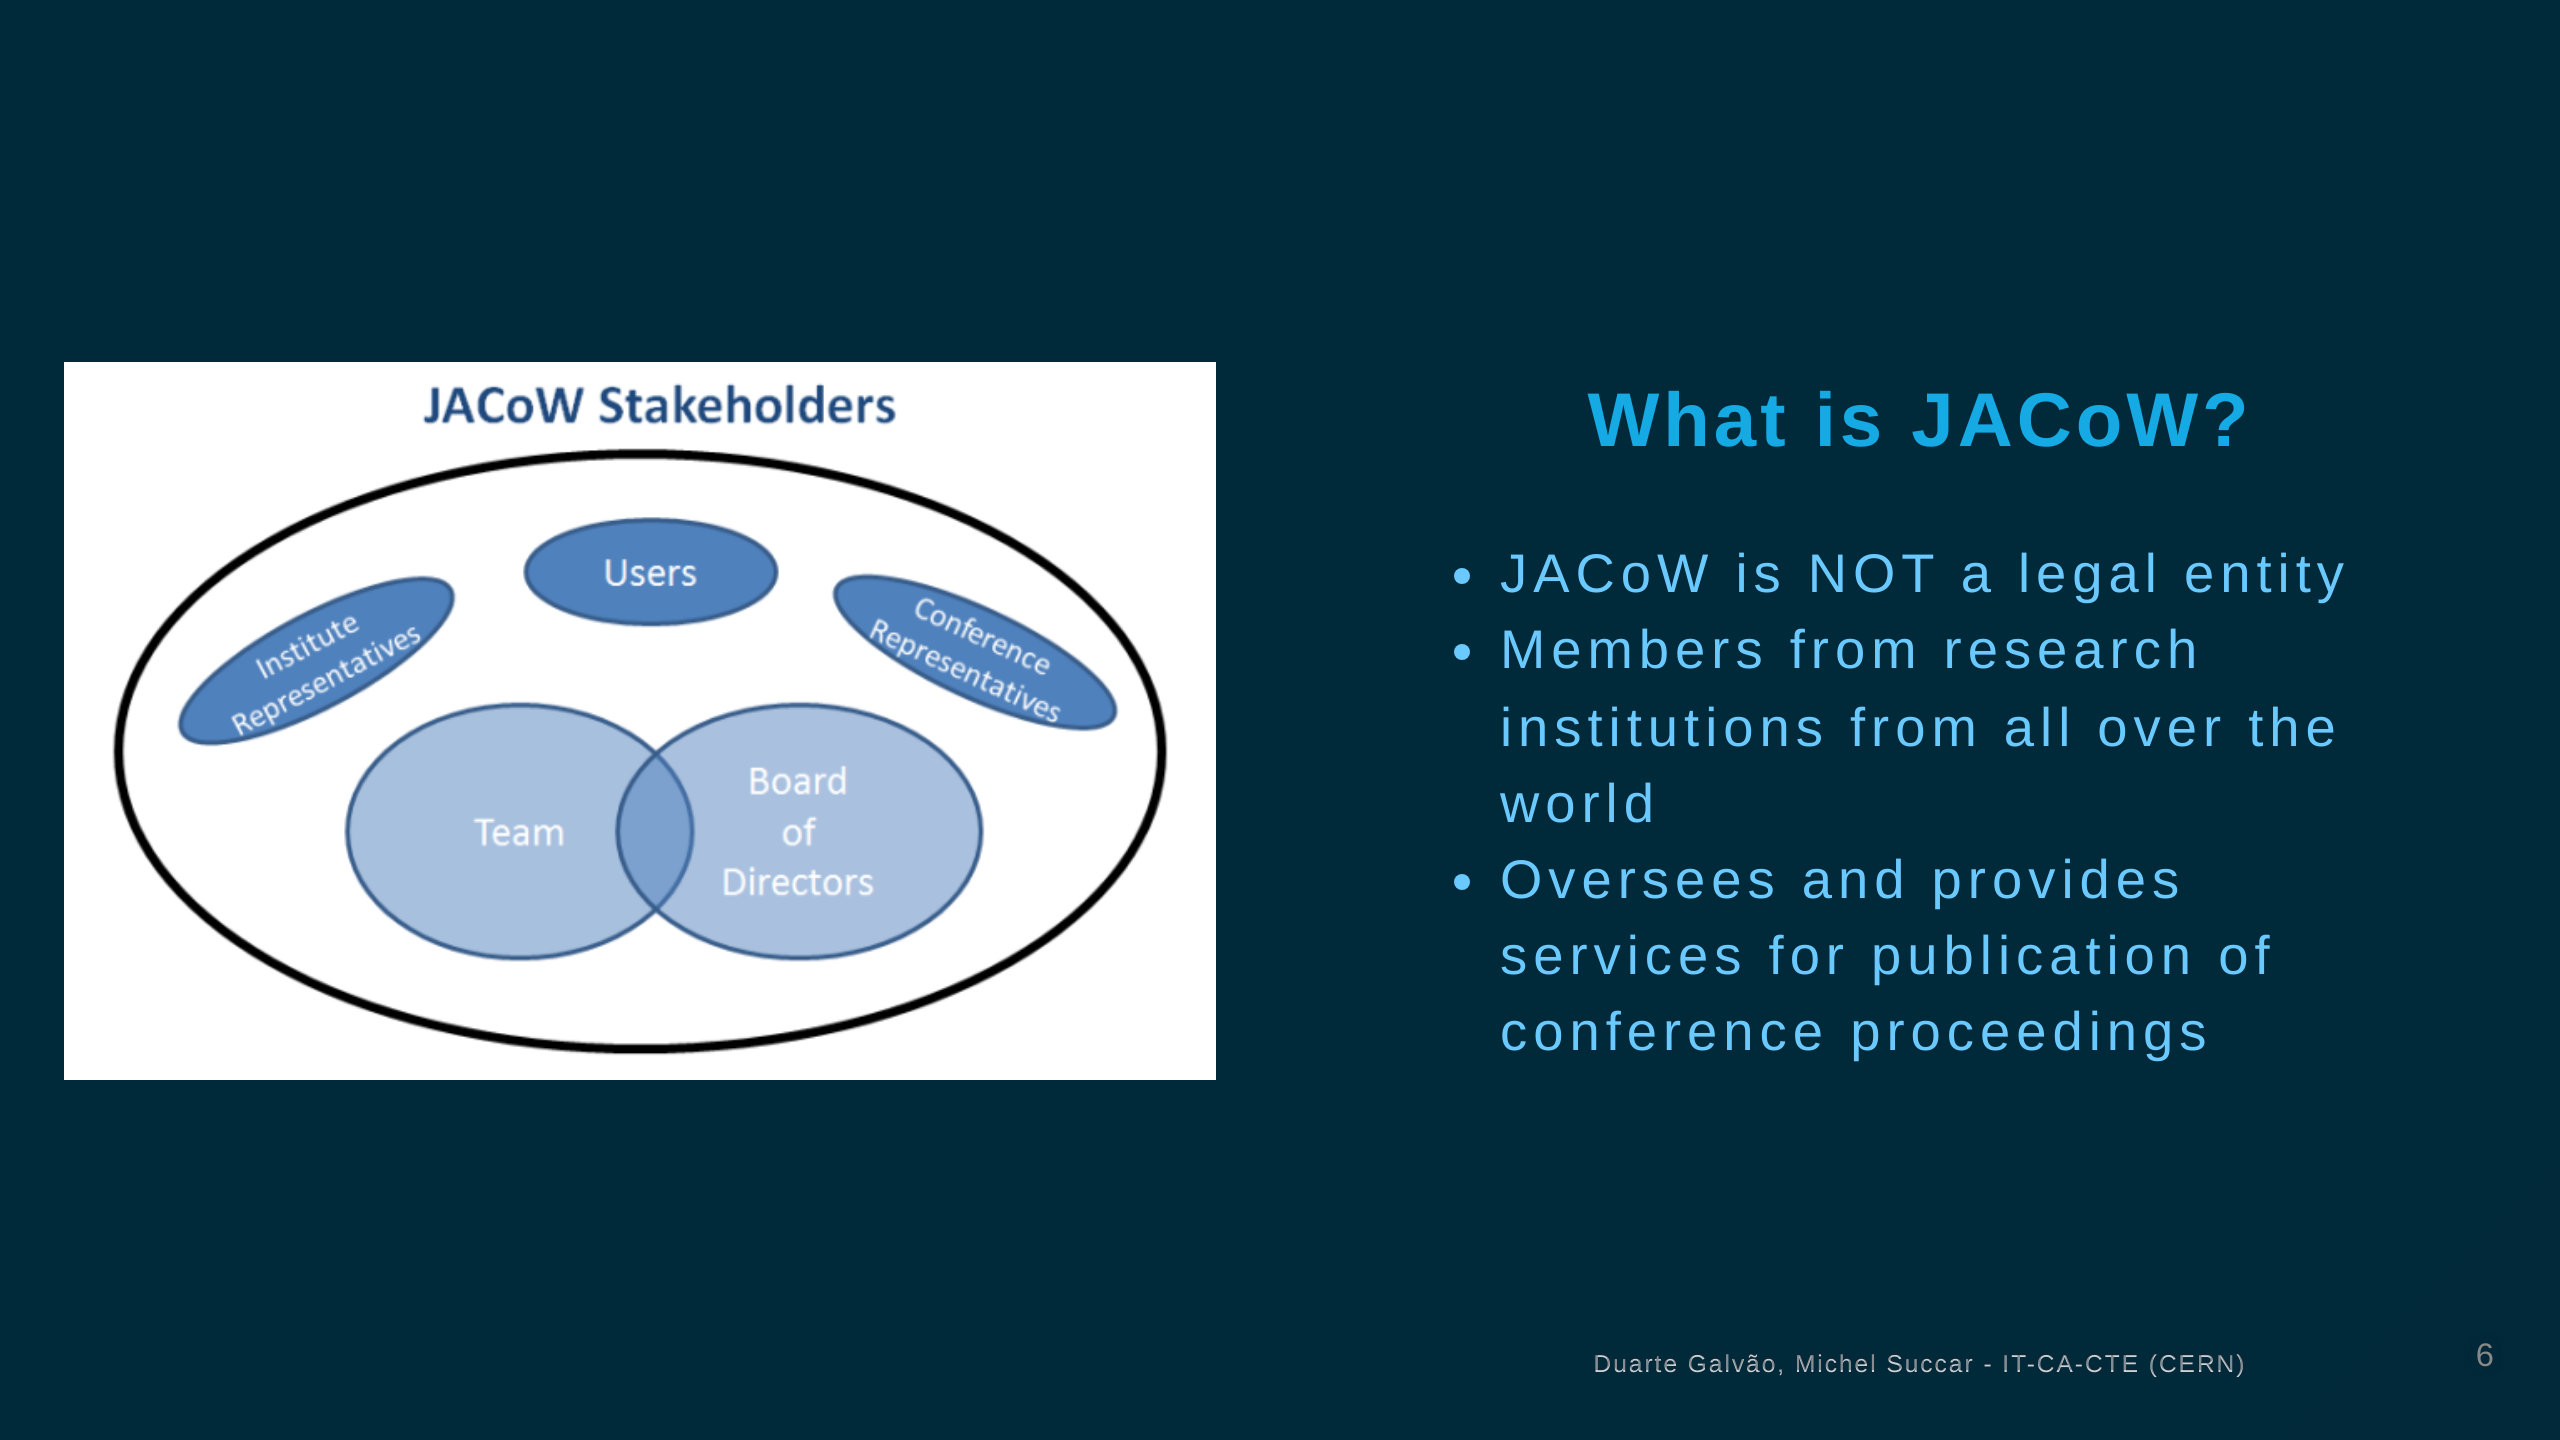 JACoW Stakeholders
Users
Institute
Representatives
Conference
Representatives
Team
Board
of
Directors
What is JACoW?
• JACoW is NOT a legal entity
• Members from research
institutions from all over the
world
• Oversees and provides
services for publication of
conference proceedings
Duarte Galvão, Michel Succar - IT-CA-CTE (CERN)
6